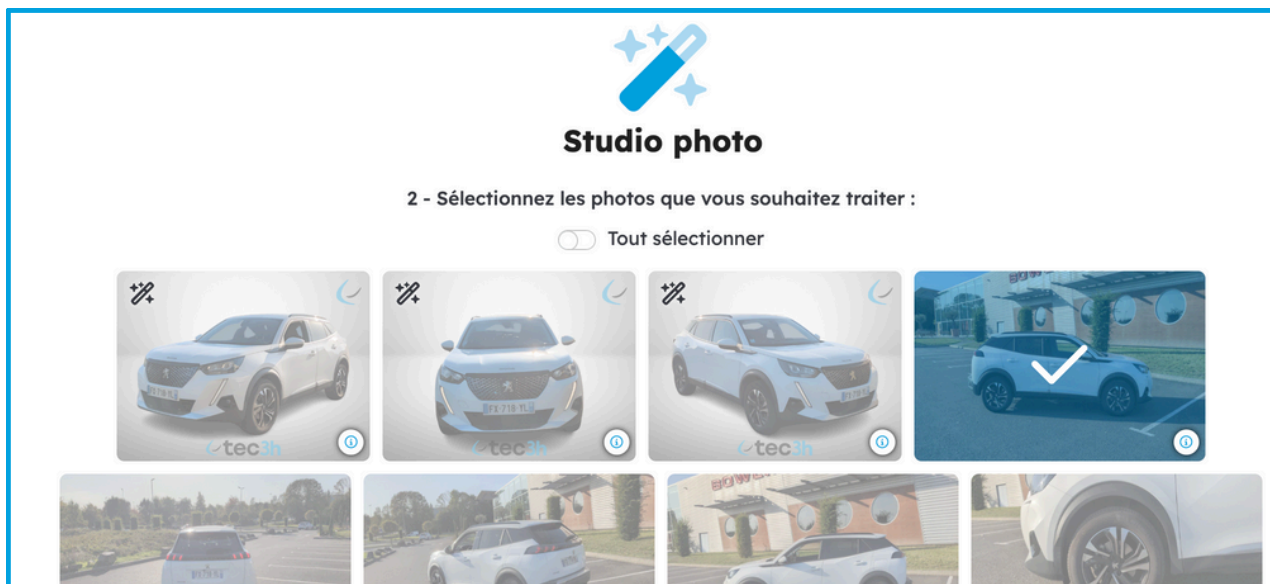 Studio photo
2 - Sélectionnez les photos que vous souhaitez traiter :
Tout sélectionner
tec3h
tec3h
tec3h